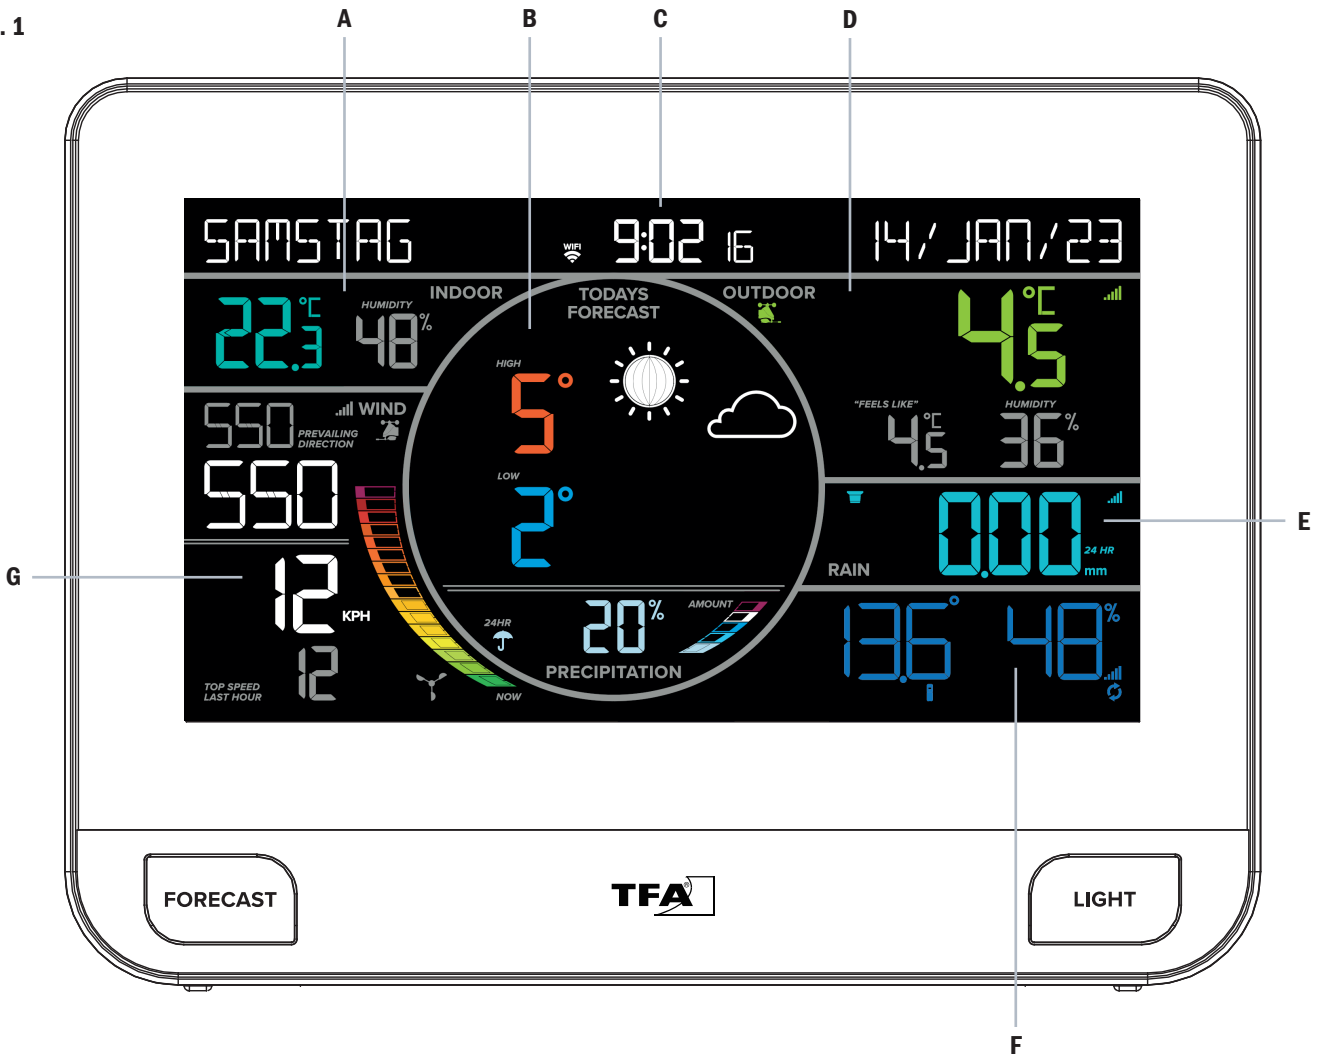 . 1
A B C D
SAMSTAG WIFI 9:02 16 14/JAN/23
INDOOR
22.3 °C
HUMIDITY
48%
TODAYS
FORECAST
HIGH
5°
LOW
2°
24HR
20%
AMOUNT
PRECIPITATION
OUTDOOR
4.5 °C
"FEELS LIKE"
4.5 °C
HUMIDITY
36%
550 WIND
PREVAILING
DIRECTION
550
G
12 KPH
TOP SPEED
LAST HOUR
12
NOW
E
RAIN
0.00
24 HR
mm
13.6° 48%
FORECAST
TFA®
LIGHT
F